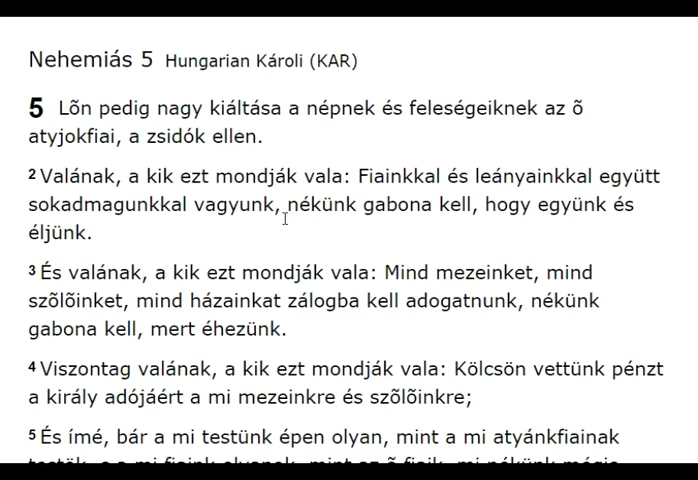 Nehemiás 5 Hungarian Károli (KAR)
5 Lõn pedig nagy kiáltása a népnek és feleségeiknek az õ
atyjokfiai, a zsidók ellen.
2 Valának, a kik ezt mondják vala: Fiainkkal és leányainkkal együtt
sokadmagunkkal vagyunk, nékünk gabona kell, hogy együnk és
éljünk.
3 És valának, a kik ezt mondják vala: Mind mezeinket, mind
szõlõinket, mind házainkat zálogba kell adogatnunk, nékünk
gabona kell, mert éhezünk.
4 Viszontag valának, a kik ezt mondják vala: Kölcsön vettünk pénzt
a király adójáért a mi mezeinkre és szõlõinkre;
5 És ímé, bár a mi testünk épen olyan, mint a mi atyánkfiainak